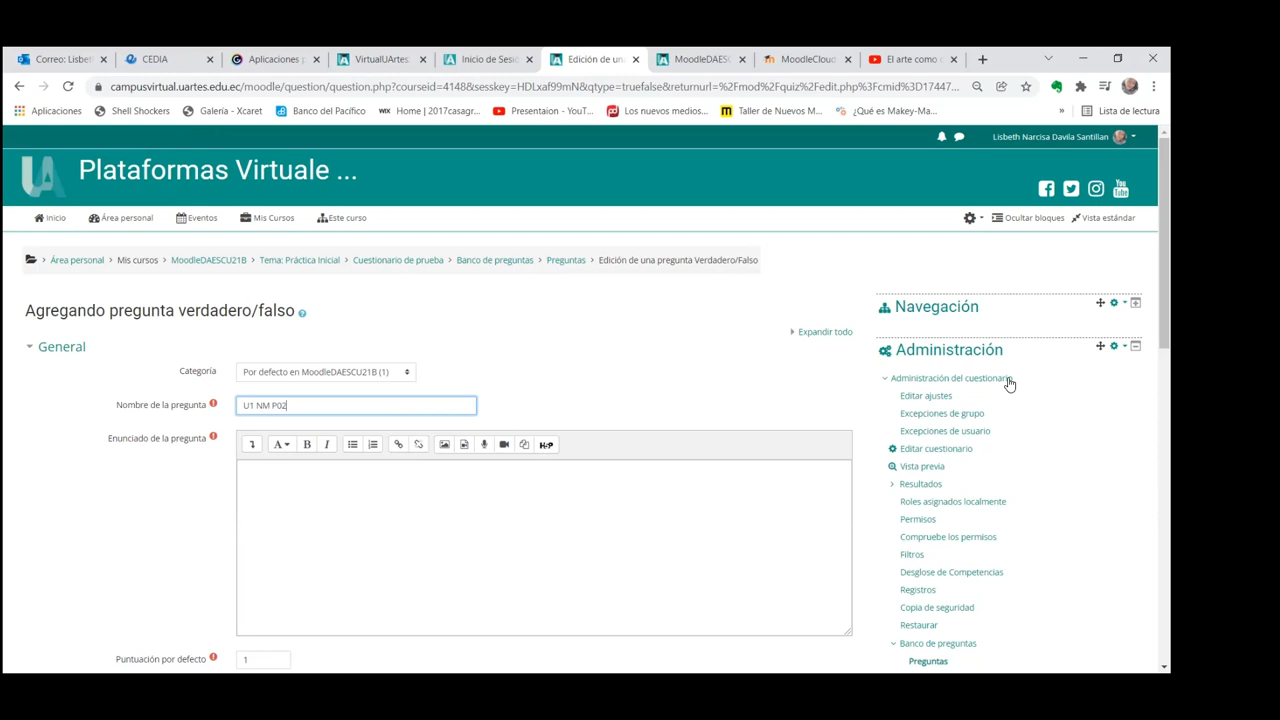 Correo: Lisbet
CEDIA
Aplicaciones
VirtualUArtes
Inicio de Sesi
Edición de un
MoodleDAESC
MoodleCloud
El arte como
campusvirtual.uartes.edu.ec/moodle/question/question.php?courseid=4148&sesskey=HDLxaf99mN&qtype=truefalse&returnurl=%2Fmod%2Fquiz%2Fedit.php%3Fcmid%3D17447...
Aplicaciones
Shell Shockers
Galería - Xcaret
Banco del Pacifico
WIX Home | 2017casagr...
Presentaion - YouT...
Los nuevos medios...
Taller de Nuevos M...
¿Qué es Makey-Ma...
»
Lista de lectura
Lisbeth Narcisa Davila Santillan
UA
Plataformas Virtuale ...
You Tube
Inicio
Área personal
Eventos
Mis Cursos
Este curso
Ocultar bloques
Vista estándar
Área personal > Mis cursos > MoodleDAESCU21B > Tema: Práctica Inicial > Cuestionario de prueba > Banco de preguntas > Preguntas > Edición de una pregunta Verdadero/Falso
Agregando pregunta verdadero/falso
Expandir todo
General
Categoría
Por defecto en MoodleDAESCU21B (1)
Nombre de la pregunta
U1 NM P02
Enunciado de la pregunta
A B I
H-P
Puntuación por defecto
1
Navegación
Administración
Administración del cuestionario
Editar ajustes
Excepciones de grupo
Excepciones de usuario
Editar cuestionario
Vista previa
Resultados
Roles asignados localmente
Permisos
Compruebe los permisos
Filtros
Desglose de Competencias
Registros
Copia de seguridad
Restaurar
Banco de preguntas
Preguntas